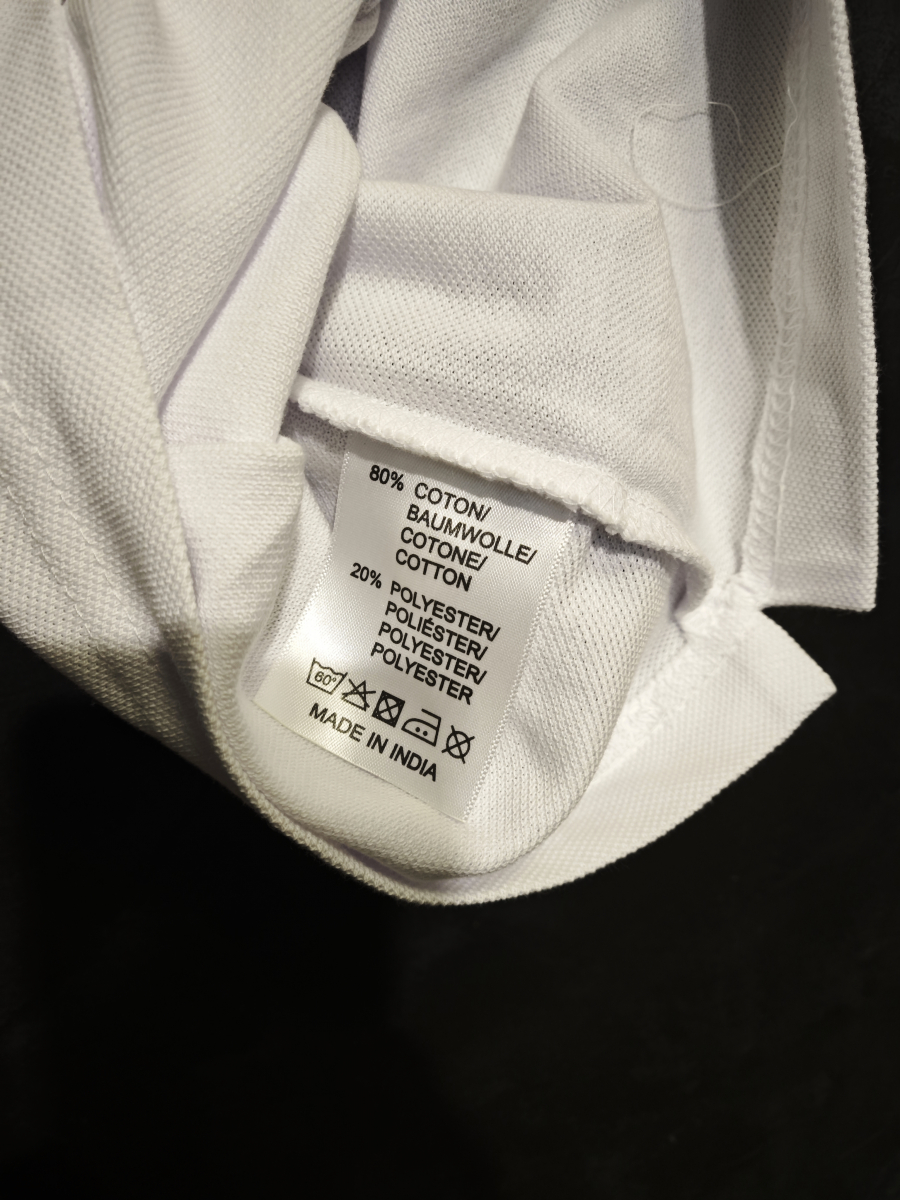 80% COTON/
BAUMWOLLE/
COTONE/
COTTON
20% POLYESTER/
POLIÉSTER/
POLYESTER/
POLYESTER
60°
MADE IN INDIA